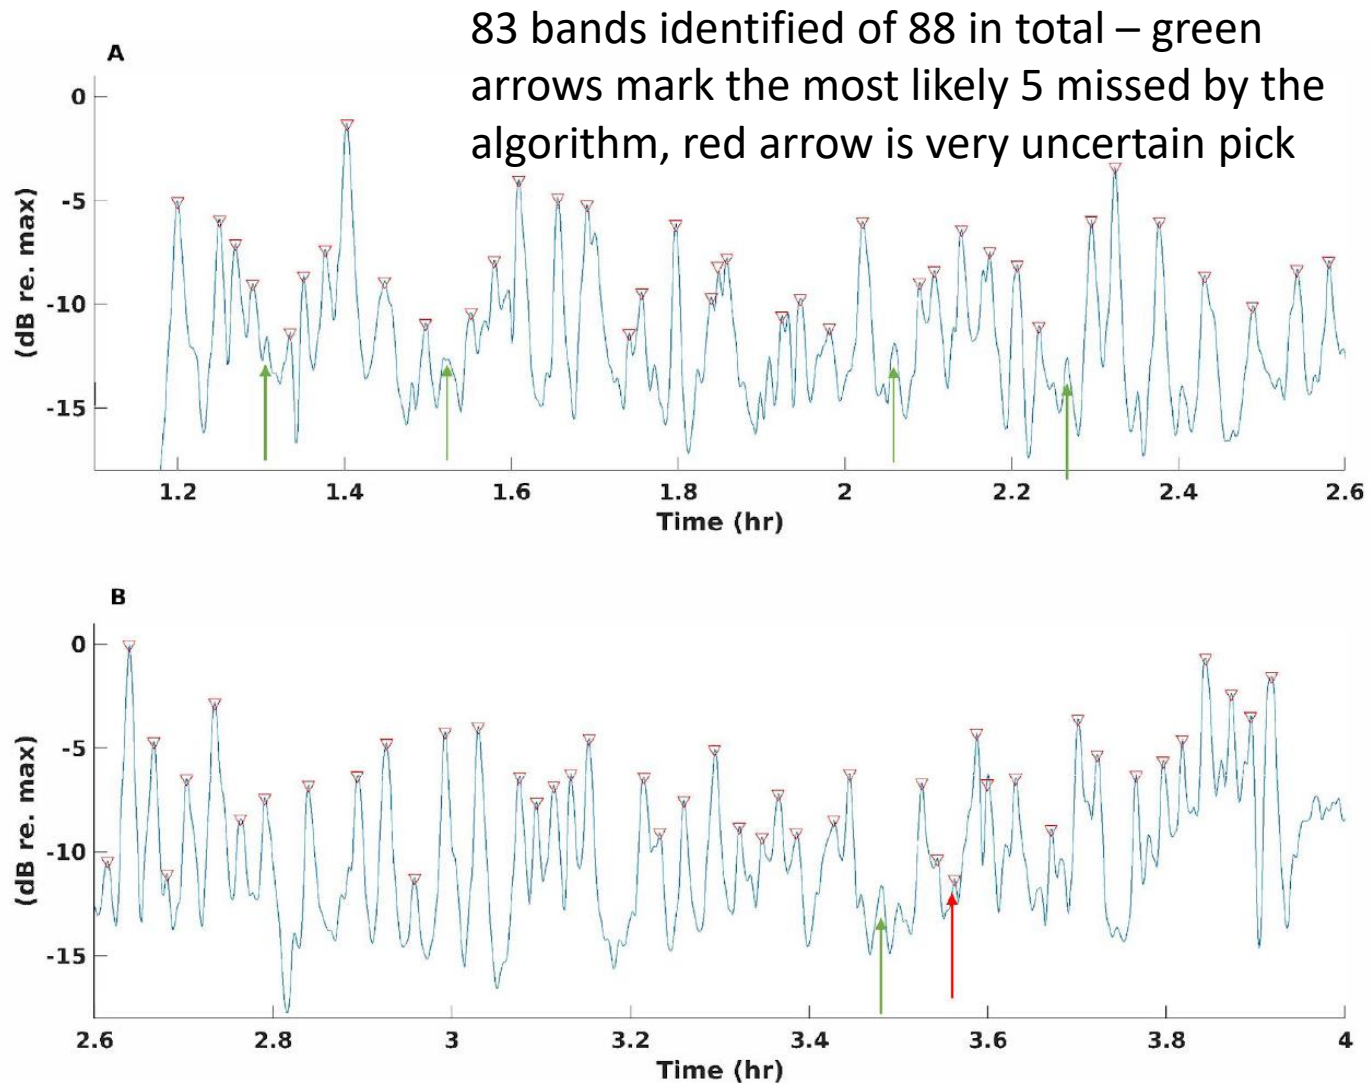 83 bands identified of 88 in total – green
arrows mark the most likely 5 missed by the
algorithm, red arrow is very uncertain pick
A
0
-5
-10
-15
(dB re. max)
1.2 1.4 1.6 1.8 2 2.2 2.4 2.6
Time (hr)
B
0
-5
-10
-15
(dB re. max)
2.6 2.8 3 3.2 3.4 3.6 3.8 4
Time (hr)